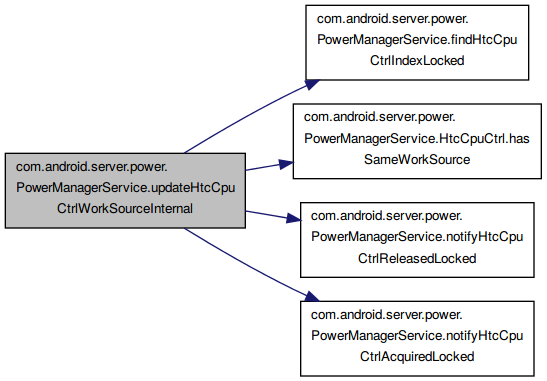 com.android.server.power.
PowerManagerService.findHtcCpu
CtrlIndexLocked
com.android.server.power.
PowerManagerService.HtcCpuCtrl.has
SameWorkSource
com.android.server.power.
PowerManagerService.updateHtcCpu
CtrlWorkSourceInternal
com.android.server.power.
PowerManagerService.notifyHtcCpu
CtrlReleasedLocked
com.android.server.power.
PowerManagerService.notifyHtcCpu
CtrlAcquiredLocked